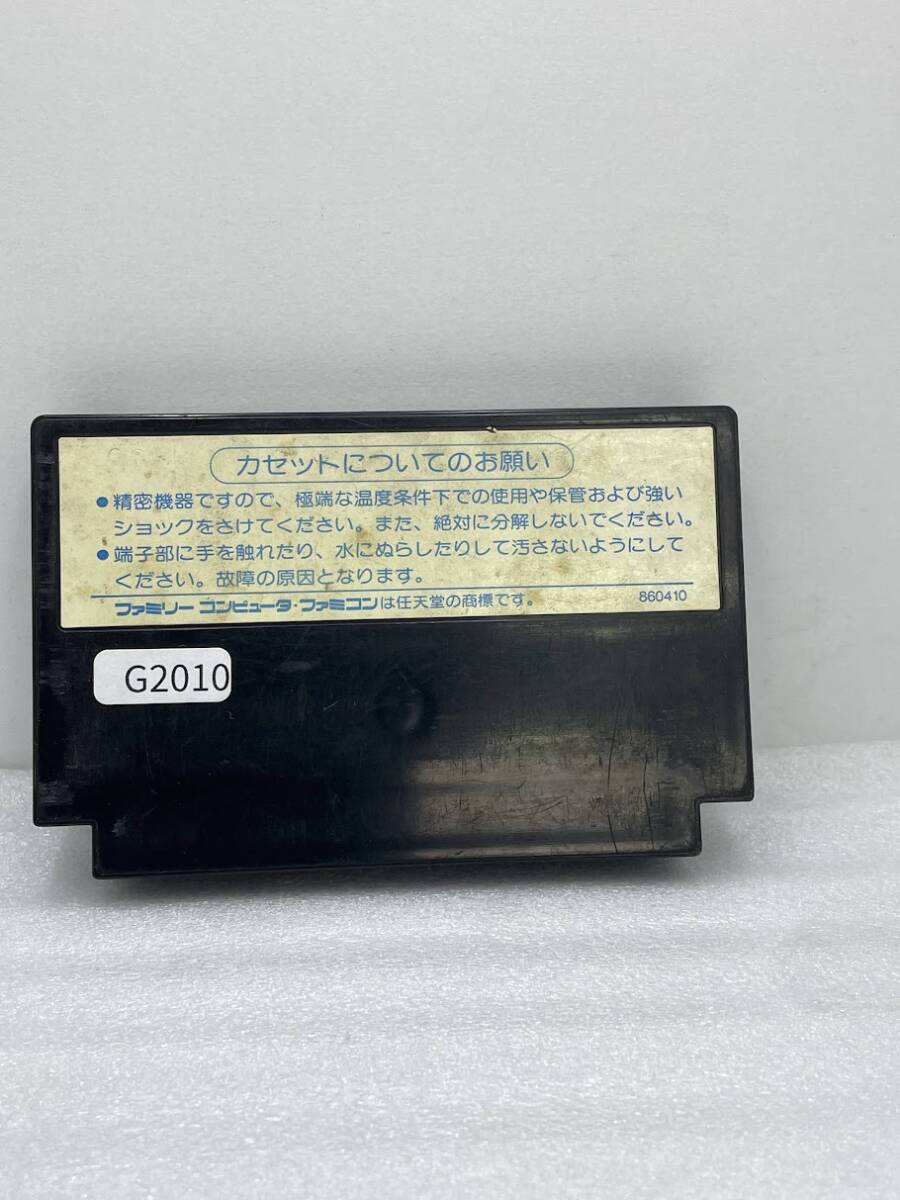 カセットについてのお願い
●精密機器ですので、極端な温度条件下での使用や保管および強い
ショックをさけてください。また、絶対に分解しないでください。
●端子部に手を触れたり、水にぬらしたりして汚さないようにして
ください。故障の原因となります。
ファミリーコンピュータ・ファミコンは任天堂の商標です。 860410
G2010